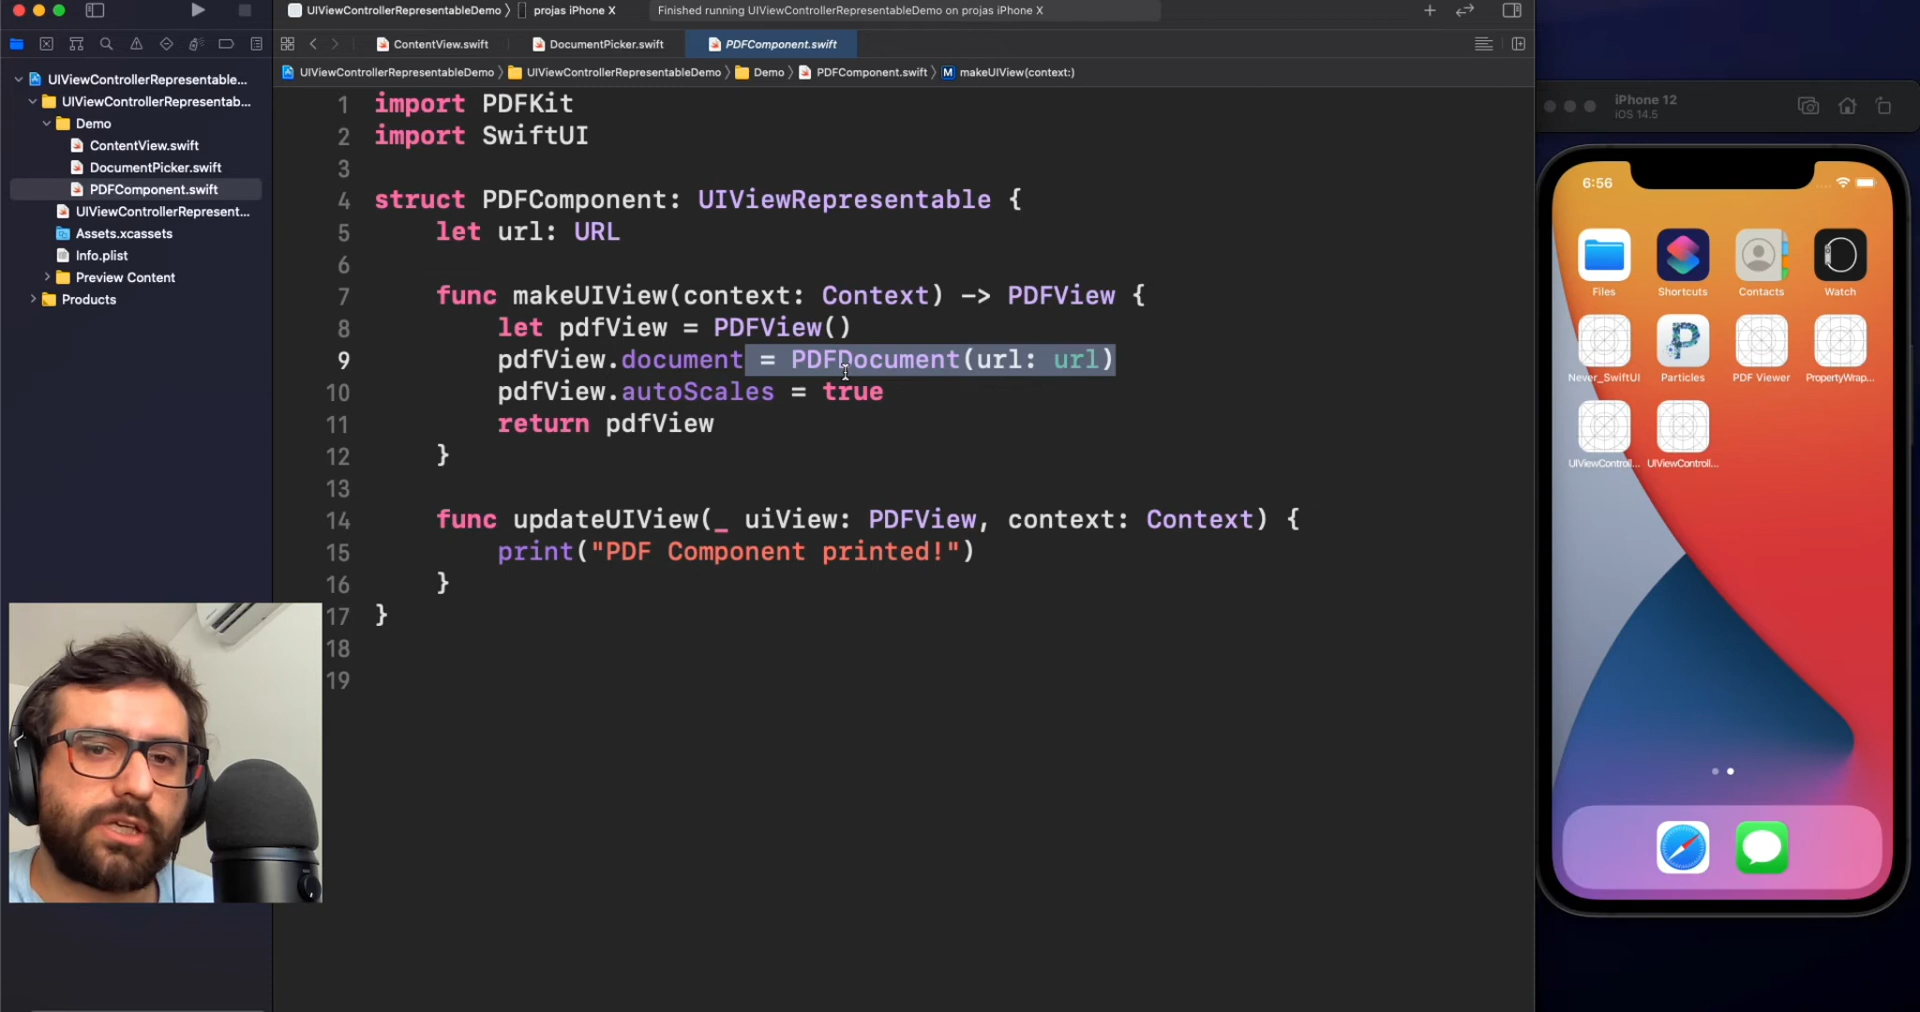 UIViewControllerRepresentableDemo 〉 projas iPhone X
Finished running UIViewControllerRepresentableDemo on projas iPhone X
ContentView.swift
DocumentPicker.swift
PDFComponent.swift
UIViewControllerRepresentableDemo 〉 UIViewControllerRepresentableDemo 〉 Demo 〉 PDFComponent.swift 〉 M makeUIView(context:)
UIViewControllerRepresentable...
UIViewControllerRepresentab...
Demo
ContentView.swift
DocumentPicker.swift
PDFComponent.swift
UIViewControllerRepresent...
Assets.xcassets
Info.plist
Preview Content
Products
1 import PDFKit
2 import SwiftUI
3
4 struct PDFComponent: UIViewRepresentable {
5     let url: URL
6
7     func makeUIView(context: Context) -> PDFView {
8         let pdfView = PDFView()
9         pdfView.document = PDFDocument(url: url)
10         pdfView.autoScales = true
11         return pdfView
12     }
13
14     func updateUIView(_ uiView: PDFView, context: Context) {
15         print("PDF Component printed!")
16     }
17 }
18
19
iPhone 12
iOS 14.5
6:56
Files
Shortcuts
Contacts
Watch
Never_SwiftUI
Particles
PDF Viewer
PropertyWrap...
UIViewControl...
UIViewControll...